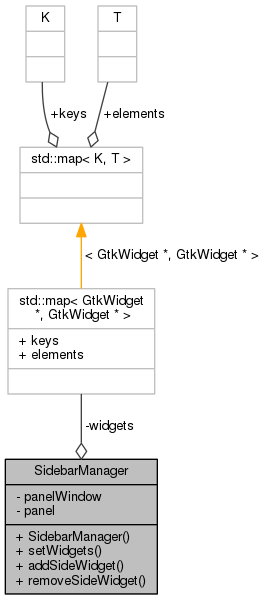 K
T
+keys
+elements
std::map< K, T >
< GtkWidget *, GtkWidget * >
std::map< GtkWidget
*, GtkWidget * >
+ keys
+ elements
-widgets
SidebarManager
- panelWindow
- panel
+ SidebarManager()
+ setWidgets()
+ addSideWidget()
+ removeSideWidget()